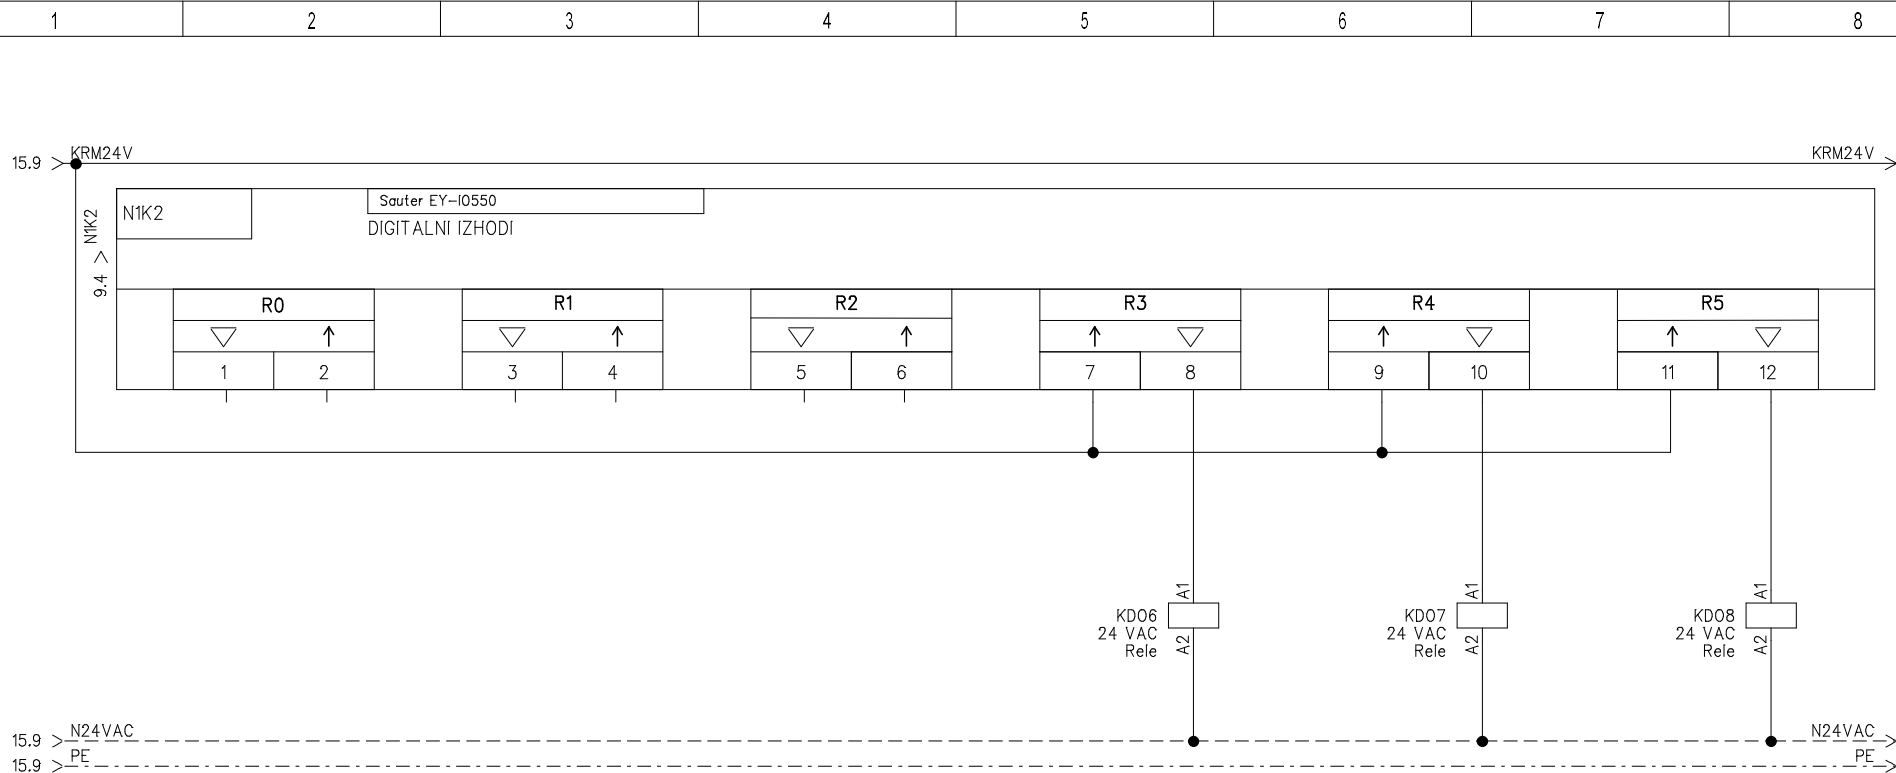 1 2 3 4 5 6 7 8
15.9 KRM24V KRM24V
N1K2
9.4
N1K2
Sauter EY-IO550
DIGITALNI IZHODI
R0 R1 R2 R3 R4 R5
1 2 3 4 5 6 7 8 9 10 11 12
A1 A1 A1
KDO6 KDO7 KDO8
24 VAC 24 VAC 24 VAC
Rele Rele Rele
A2 A2 A2
15.9 N24VAC N24VAC
15.9 PE PE